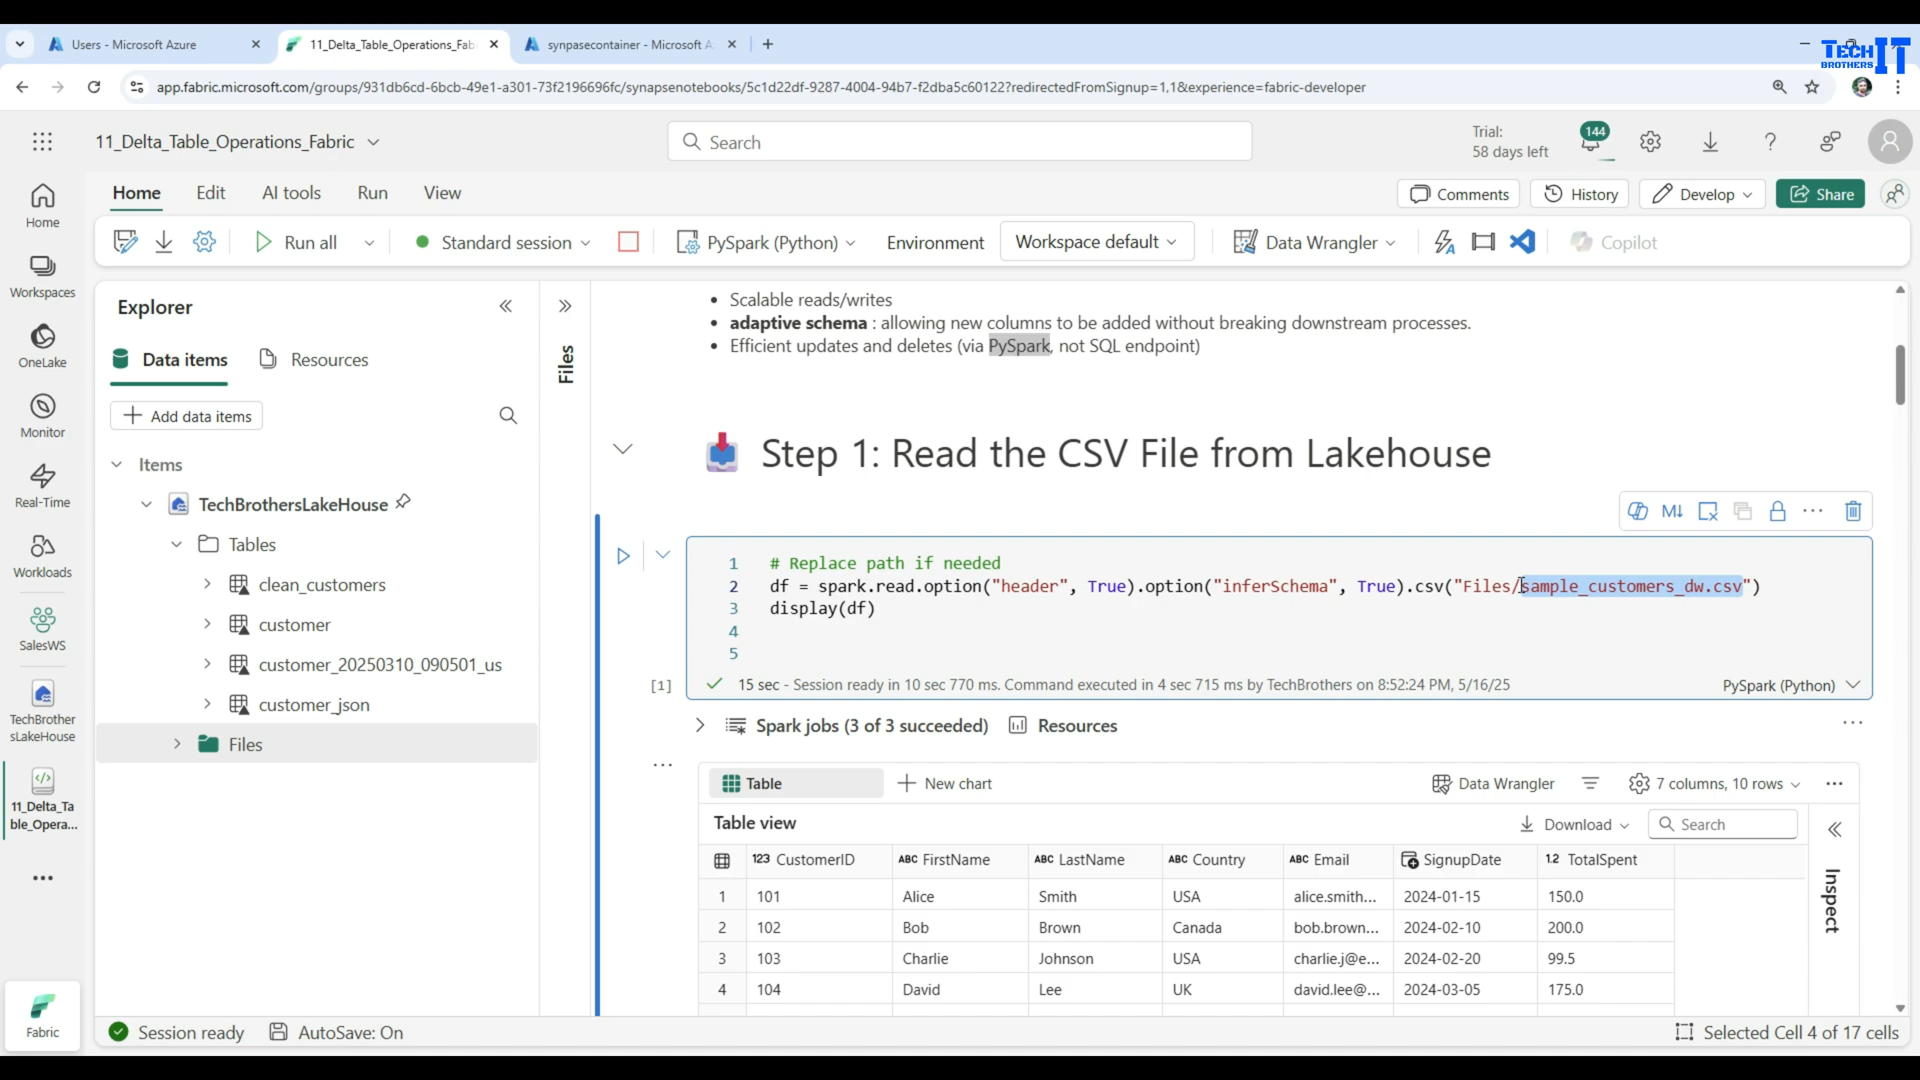 Users - Microsoft Azure
11_Delta_Table_Operations_Fab
synpasecontainer - Microsoft A
TECH IT
BROTHERS
app.fabric.microsoft.com/groups/931db6cd-6bcb-49e1-a301-73f2196696fc/synapsenotebooks/5c1d22df-9287-4004-94b7-f2dba5c60122?redirectedFromSignup=1,1&experience=fabric-developer
11_Delta_Table_Operations_Fabric
Search
Trial:
58 days left
144
Home Edit AI tools Run View
Comments History Develop Share
Run all Standard session PySpark (Python) Environment Workspace default Data Wrangler Copilot
Home
Workspaces
OneLake
Monitor
Real-Time
Workloads
SalesWS
TechBrother
sLakeHouse
11_Delta_Ta
ble_Opera...
Fabric
Explorer
Data items Resources
Add data items
Items
TechBrothersLakeHouse
Tables
clean_customers
customer
customer_20250310_090501_us
customer_json
Files
Files
• Scalable reads/writes
• adaptive schema : allowing new columns to be added without breaking downstream processes.
• Efficient updates and deletes (via PySpark, not SQL endpoint)
Step 1: Read the CSV File from Lakehouse
M↓
1 # Replace path if needed
2 df = spark.read.option("header", True).option("inferSchema", True).csv("Files/sample_customers_dw.csv")
3 display(df)
4
5
[1] 15 sec - Session ready in 10 sec 770 ms. Command executed in 4 sec 715 ms by TechBrothers on 8:52:24 PM, 5/16/25 PySpark (Python)
Spark jobs (3 of 3 succeeded) Resources
Table New chart Data Wrangler 7 columns, 10 rows
Table view Download Search
123 CustomerID ABC FirstName ABC LastName ABC Country ABC Email SignupDate 1.2 TotalSpent
1 101 Alice Smith USA alice.smith... 2024-01-15 150.0
2 102 Bob Brown Canada bob.brown... 2024-02-10 200.0
3 103 Charlie Johnson USA charlie.j@e... 2024-02-20 99.5
4 104 David Lee UK david.lee@... 2024-03-05 175.0
Inspect
Session ready AutoSave: On Selected Cell 4 of 17 cells